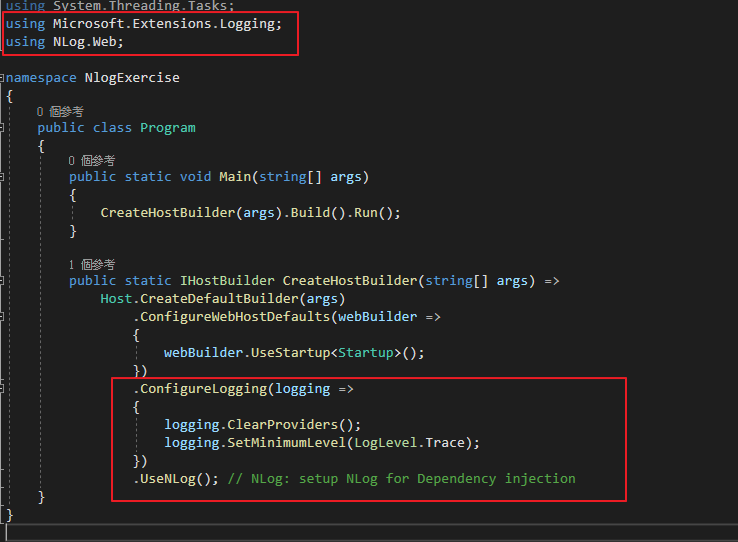 using System.Threading.Tasks;
using Microsoft.Extensions.Logging;
using NLog.Web;
namespace NlogExercise
{
0 個參考
public class Program
{
0 個參考
public static void Main(string[] args)
{
CreateHostBuilder(args).Build().Run();
}
1 個參考
public static IHostBuilder CreateHostBuilder(string[] args) =>
Host.CreateDefaultBuilder(args)
.ConfigureWebHostDefaults(webBuilder =>
{
webBuilder.UseStartup<Startup>();
})
.ConfigureLogging(logging =>
{
logging.ClearProviders();
logging.SetMinimumLevel(LogLevel.Trace);
})
.UseNLog(); // NLog: setup NLog for Dependency injection
}
}